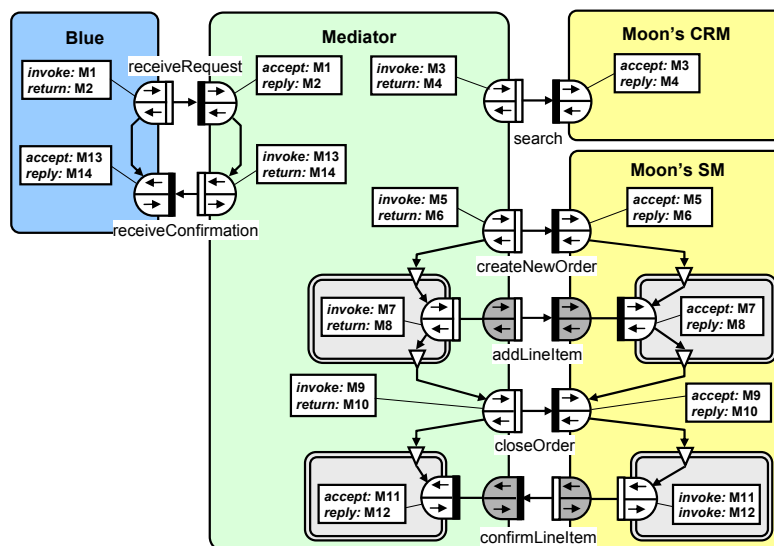 Blue
Mediator
Moon's CRM
receiveRequest
invoke: M1
return: M2
accept: M1
reply: M2
invoke: M3
return: M4
accept: M3
reply: M4
search
accept: M13
reply: M14
invoke: M13
return: M14
receiveConfirmation
Moon's SM
invoke: M5
return: M6
accept: M5
reply: M6
createNewOrder
invoke: M7
return: M8
accept: M7
reply: M8
addLineItem
invoke: M9
return: M10
accept: M9
reply: M10
closeOrder
accept: M11
reply: M12
invoke: M11
invoke: M12
confirmLineItem